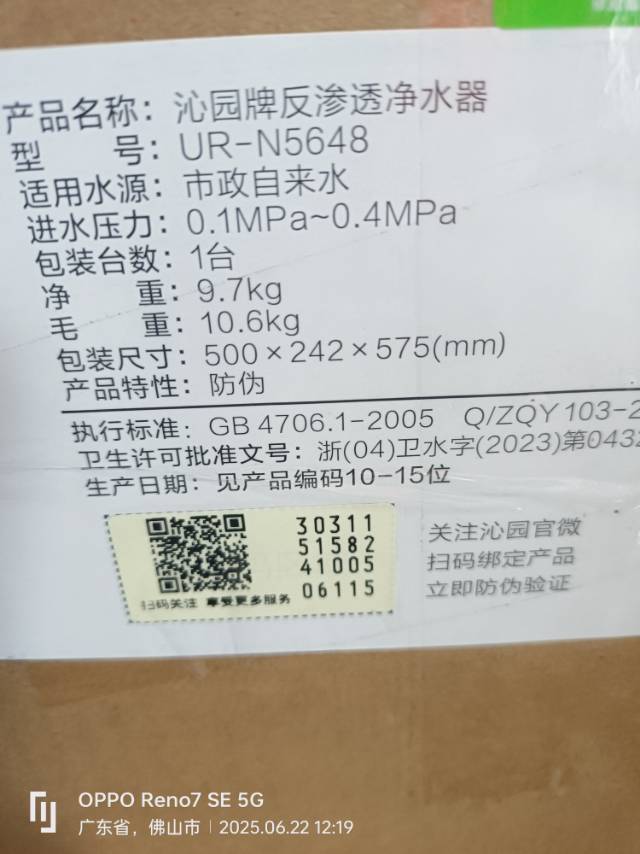 产品名称：沁园牌反渗透净水器
型 号：UR-N5648
适用水源：市政自来水
进水压力：0.1MPa~0.4MPa
包装台数：1台
净 重：9.7kg
毛 重：10.6kg
包装尺寸：500×242×575(mm)
产品特性：防伪
执行标准：GB 4706.1-2005 Q/ZQY 103-2
卫生许可批准文号：浙(04)卫水字(2023)第043
生产日期：见产品编码10-15位
30311
51582
41005
06115
扫码关注 享受更多服务
关注沁园官微
扫码绑定产品
立即防伪验证
OPPO Reno7 SE 5G
广东省，佛山市 | 2025.06.22 12:19